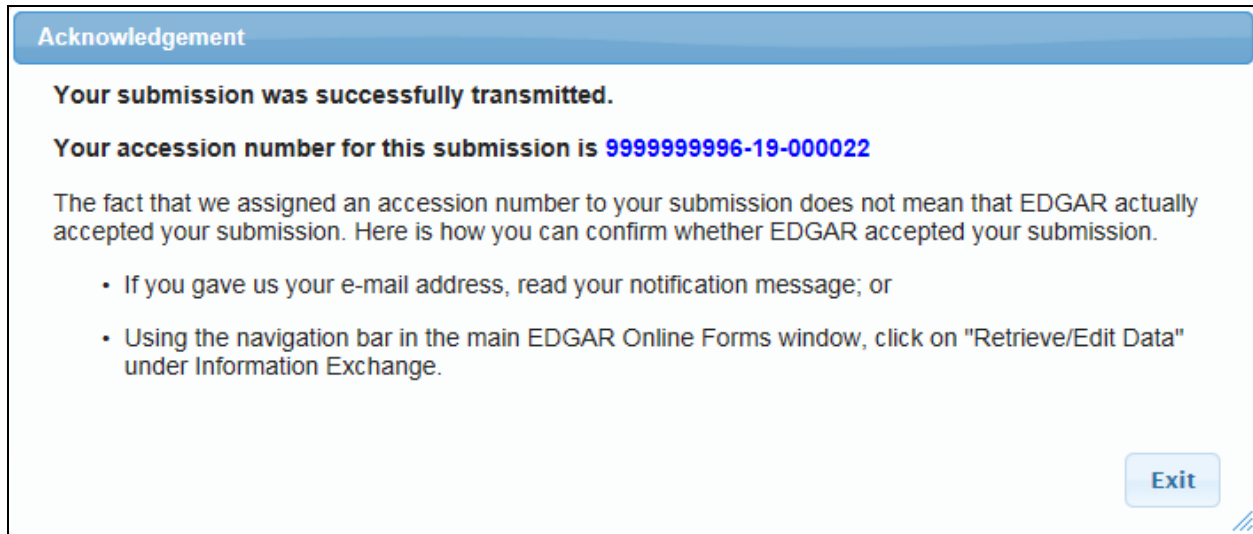 Acknowledgement
Your submission was successfully transmitted.
Your accession number for this submission is 9999999996-19-000022
The fact that we assigned an accession number to your submission does not mean that EDGAR actually
accepted your submission. Here is how you can confirm whether EDGAR accepted your submission.
• If you gave us your e-mail address, read your notification message; or
• Using the navigation bar in the main EDGAR Online Forms window, click on "Retrieve/Edit Data"
under Information Exchange.
Exit